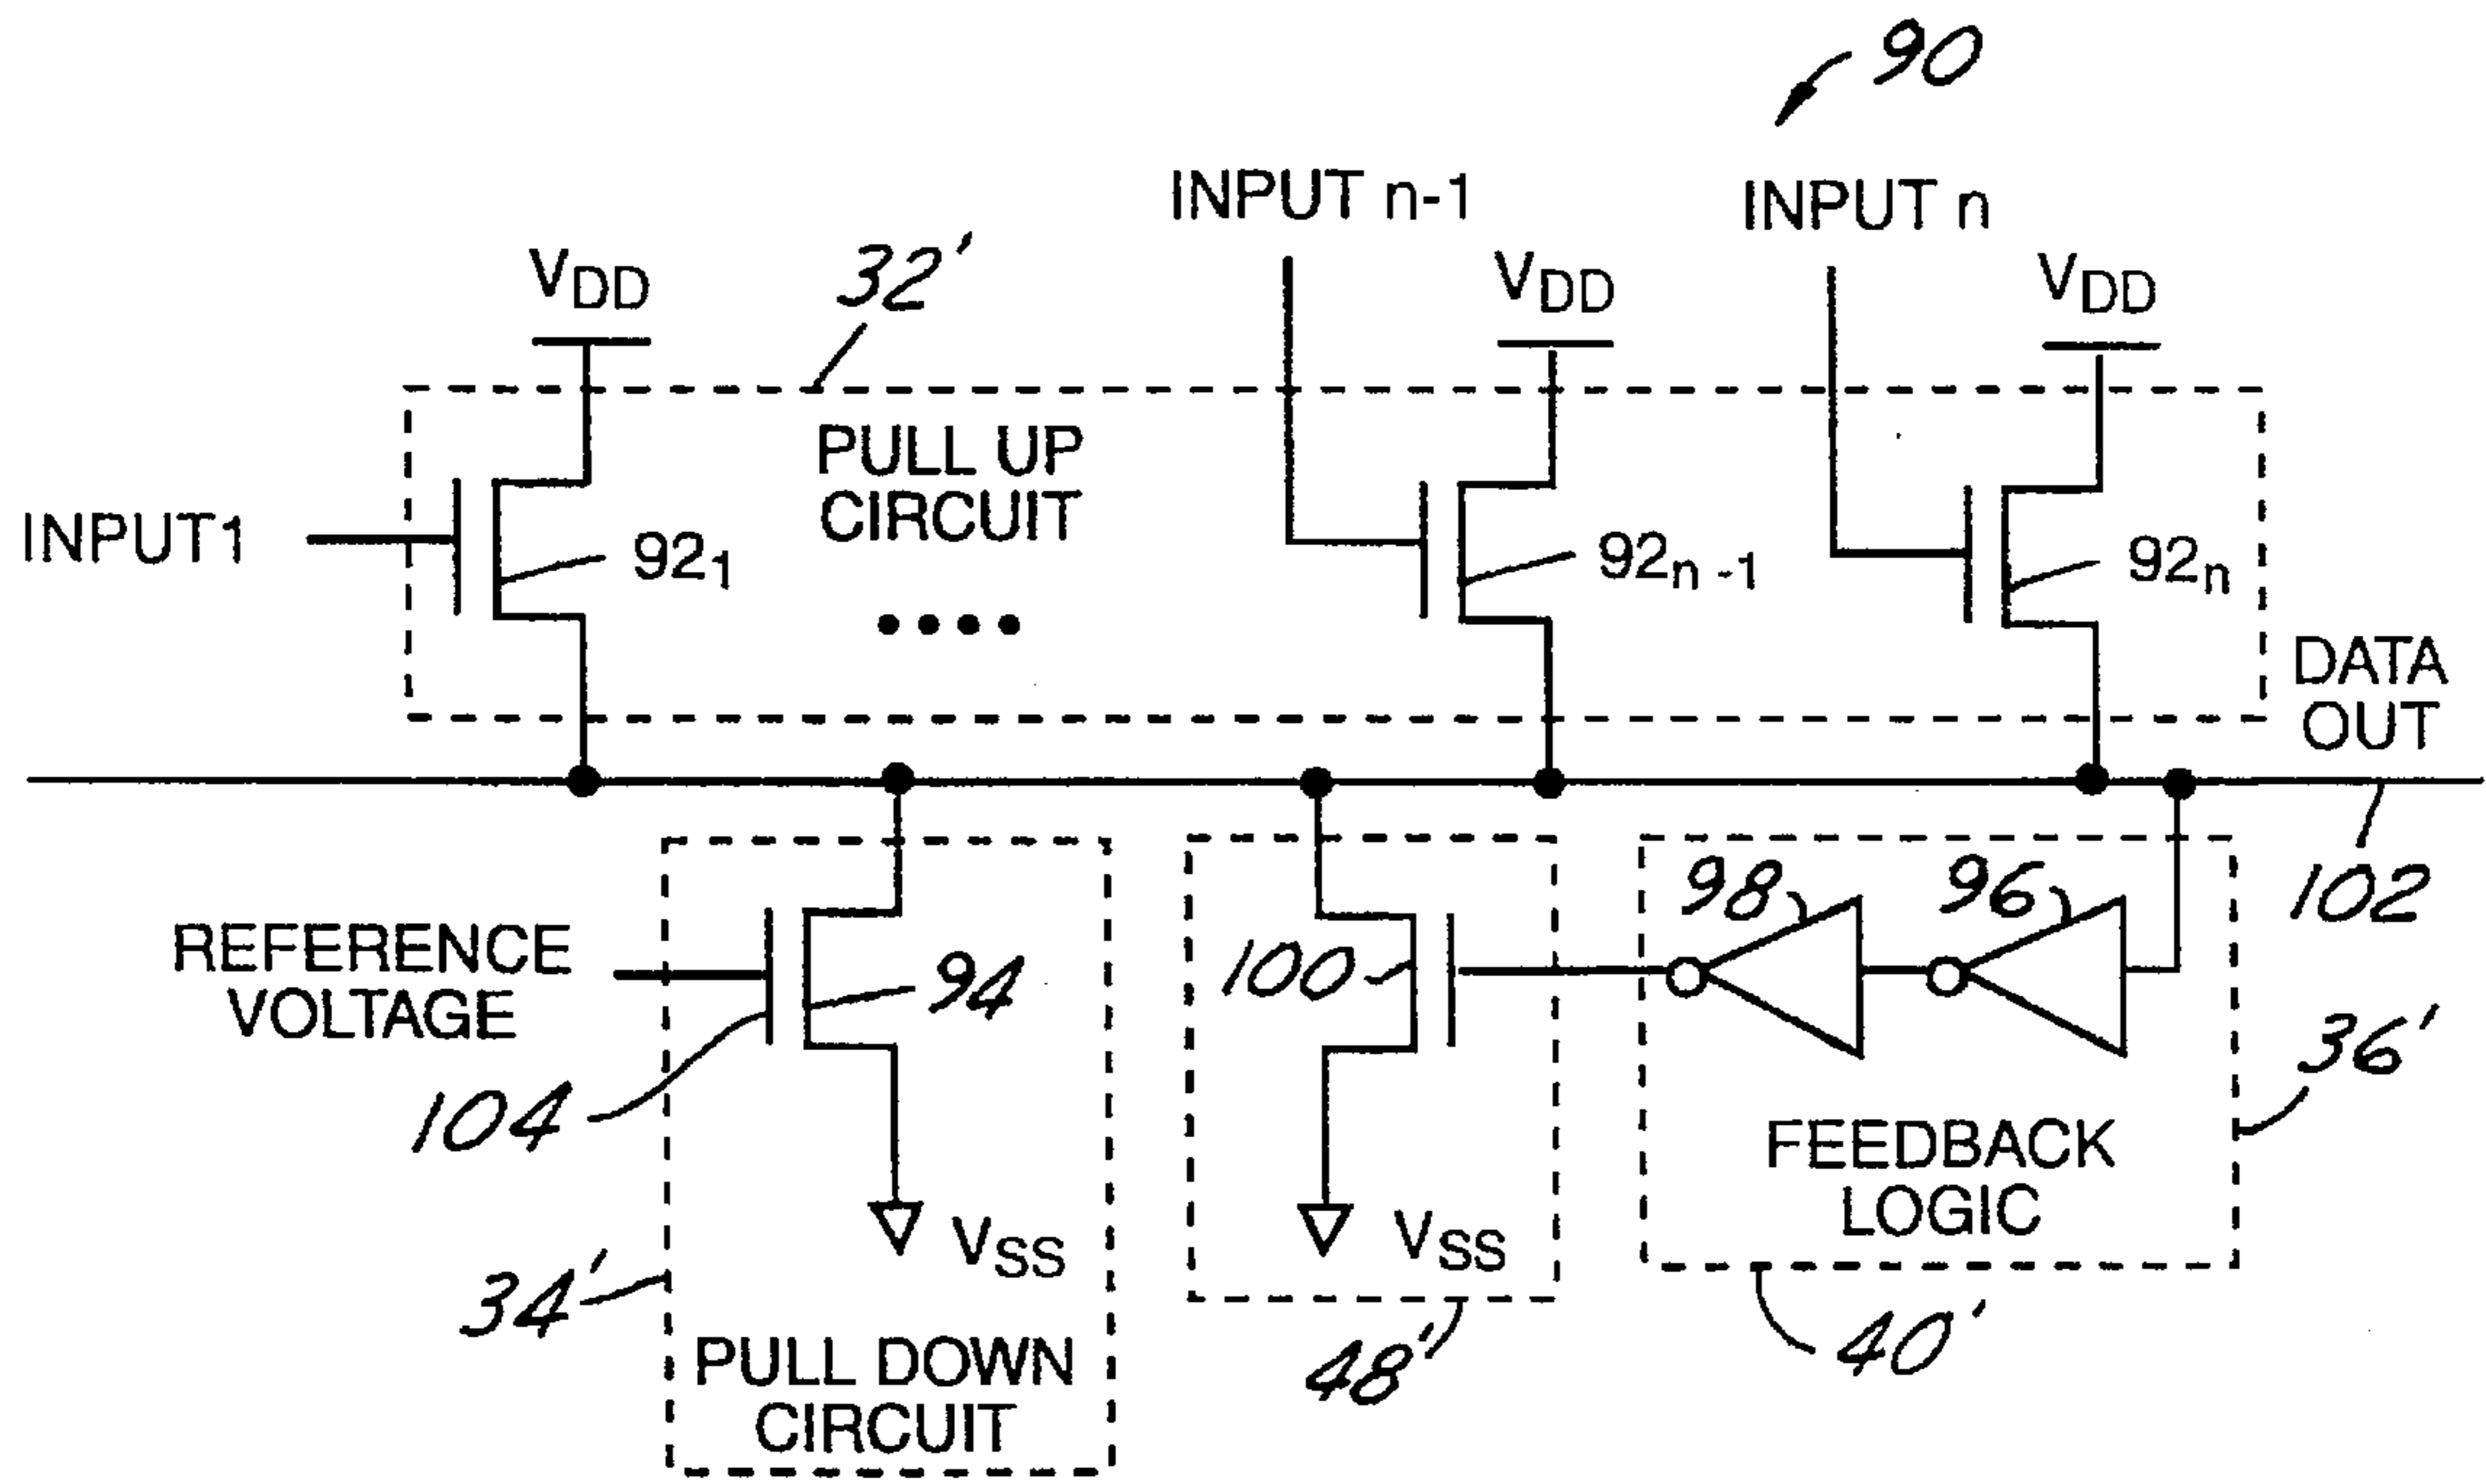 90
INPUT n-1
INPUT n
32'
VDD
VDD
VDD
PULL UP
CIRCUIT
INPUT1
92₁
92ₙ₋₁
92ₙ
DATA
OUT
102
REFERENCE
VOLTAGE
94
104
VSS
34'
PULL DOWN
CIRCUIT
100
VSS
48'
98
96
36'
FEEDBACK
LOGIC
40'